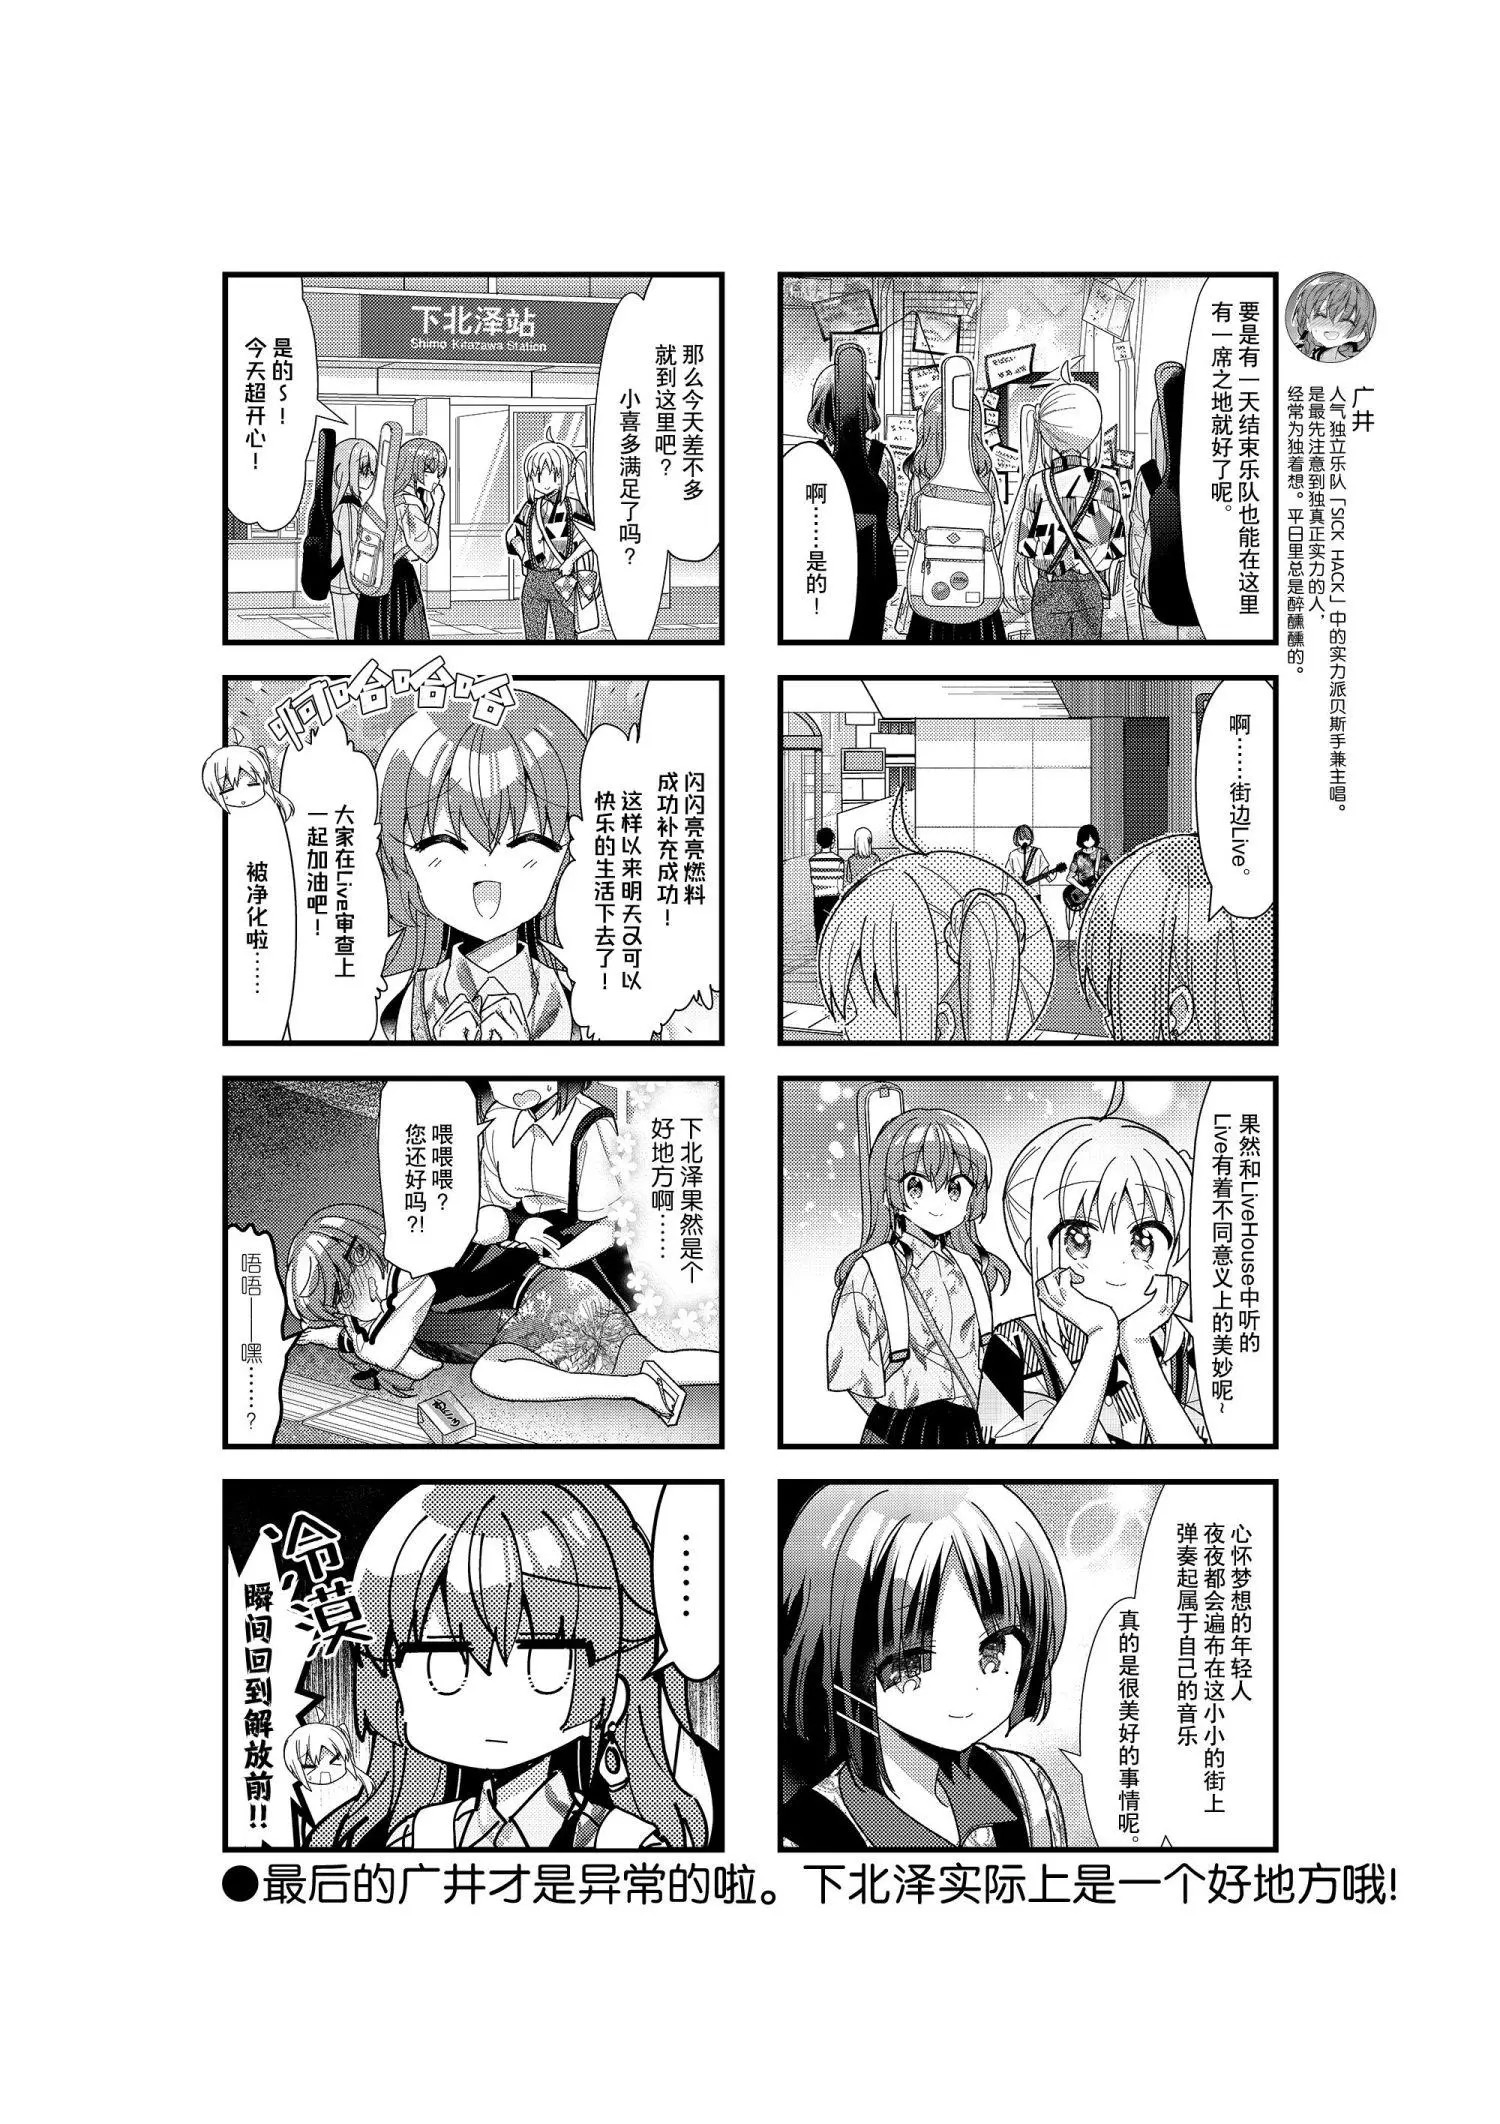 广井
人气独立乐队「SICK HACK」中的实力派贝斯手兼主唱。
是最先注意到独真正实力的人，
经常为独着想。平日里总是醉醺醺的。
要是有一天结束乐队也能在这里
有一席之地就好了呢。
啊……是的！
啊……街边Live。
果然和LiveHouse中听的
Live有着不同意义上的美妙呢~
心怀梦想的年轻人
夜夜都会遍布在这小小的街上
弹奏起属于自己的音乐
真的是很美好的事情呢。
下北泽站
Shimo Kitazawa Station
那么今天差不多
就到这里吧？
小喜多满足了吗？
是的~！
今天超开心！
啊哈哈哈哈
闪闪亮亮燃料
成功补充成功！
这样以来明天又可以
快乐的生活下去了！
大家在Live审查上
一起加油吧！
被净化啦……
下北泽果然是个
好地方啊……
喂喂喂？
您还好吗？！
唔唔——嘿……？
……
冷漠
瞬间回到解放前！！
●最后的广井才是异常的啦。下北泽实际上是一个好地方哦！